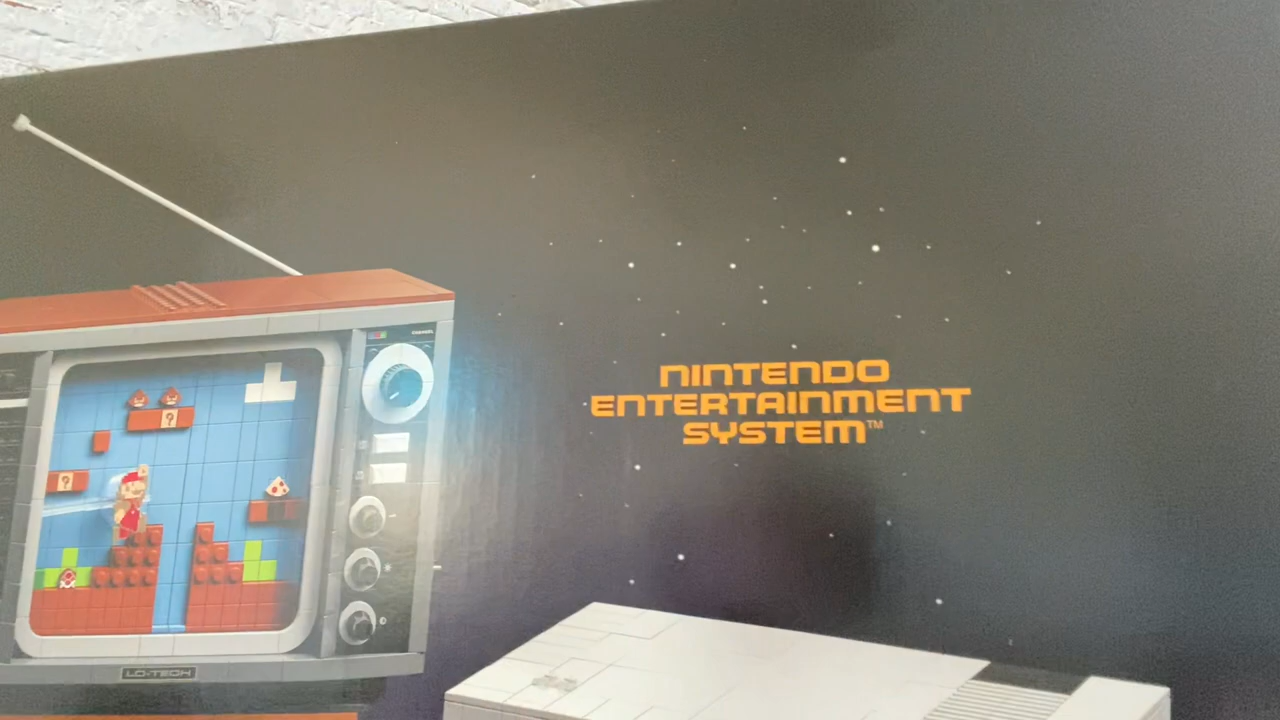 NINTENDO
ENTERTAINMENT
SYSTEM™
?
?
LO-TECH